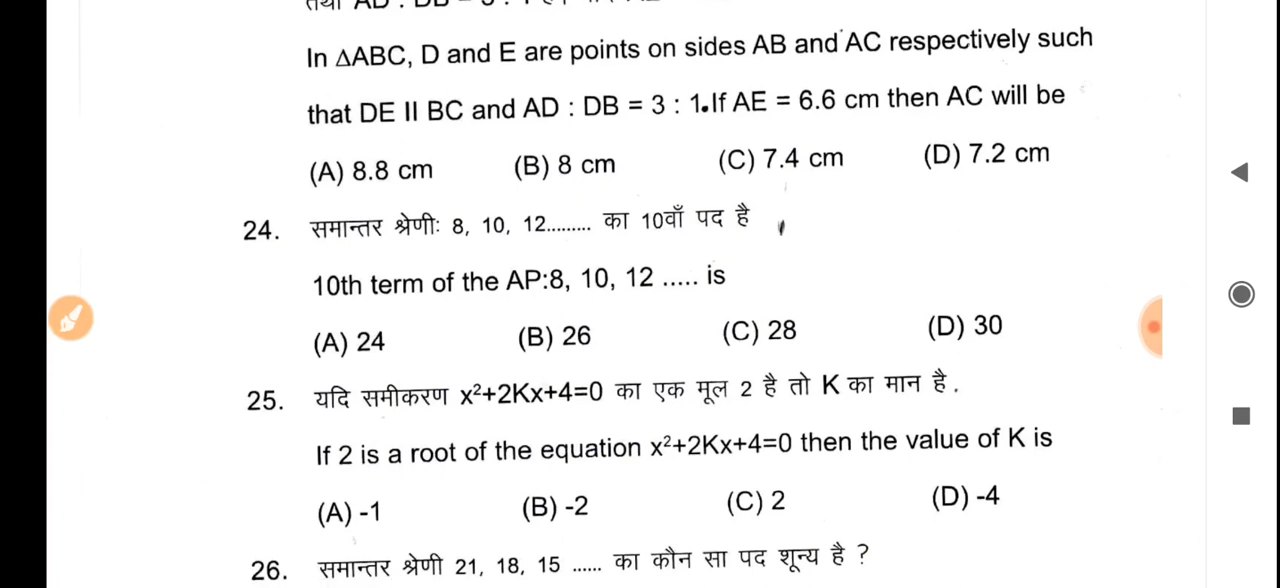 In ΔABC, D and E are points on sides AB and AC respectively such
that DE II BC and AD : DB = 3 : 1.If AE = 6.6 cm then AC will be
(A) 8.8 cm (B) 8 cm (C) 7.4 cm (D) 7.2 cm
24. समान्तर श्रेणीः 8, 10, 12......... का 10वाँ पद है
10th term of the AP:8, 10, 12 ..... is
(A) 24 (B) 26 (C) 28 (D) 30
25. यदि समीकरण x²+2Kx+4=0 का एक मूल 2 है तो K का मान है .
If 2 is a root of the equation x²+2Kx+4=0 then the value of K is
(A) -1 (B) -2 (C) 2 (D) -4
26. समान्तर श्रेणी 21, 18, 15 ...... का कौन सा पद शून्य है ?